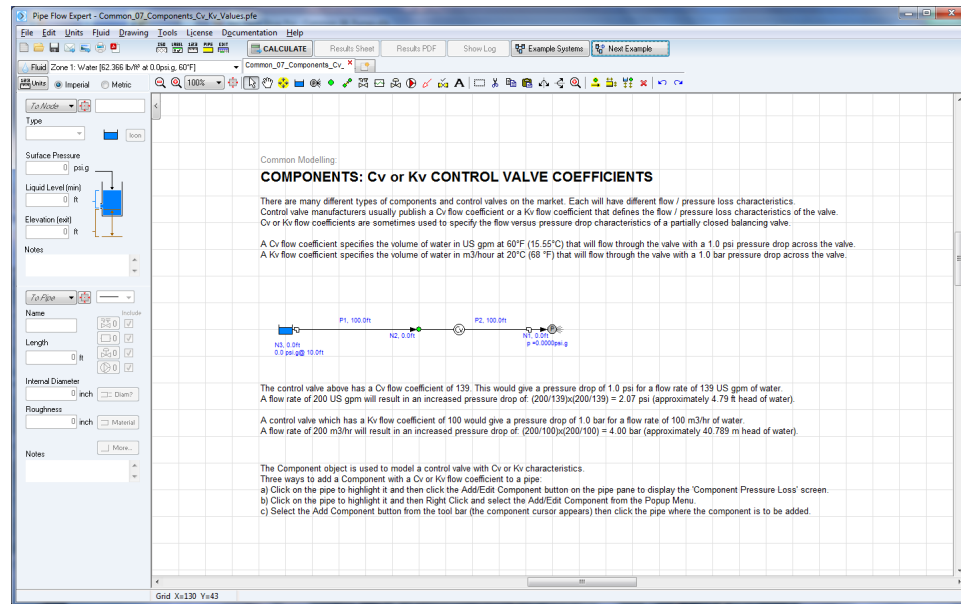 Pipe Flow Expert - Common_07_Components_Cv_Kv_Values.pfe
File Edit Units Fluid Drawing Tools License Documentation Help
CALCULATE Results Sheet Results PDF Show Log Example Systems Next Example
Fluid Zone 1: Water [62.366 lb/ft³ at 0.0psi.g, 60°F] Common_07_Components_Cv_
Units Imperial Metric 100%
To Node
Type
Icon
Surface Pressure
0 psi.g
Liquid Level (min)
0 ft
Elevation (exit)
0 ft
Notes
To Pipe
Name Include
0
Length 0
0 ft 0
0
Internal Diameter
0 inch Diam?
Roughness
0 inch Material
More..
Notes
Common Modelling:
COMPONENTS: Cv or Kv CONTROL VALVE COEFFICIENTS
There are many different types of components and control valves on the market. Each will have different flow / pressure loss characteristics.
Control valve manufacturers usually publish a Cv flow coefficient or a Kv flow coefficient that defines the flow / pressure loss characteristics of the valve.
Cv or Kv flow coefficients are sometimes used to specify the flow versus pressure drop characteristics of a partially closed balancing valve.
A Cv flow coefficient specifies the volume of water in US gpm at 60°F (15.55°C) that will flow through the valve with a 1.0 psi pressure drop across the valve.
A Kv flow coefficient specifies the volume of water in m3/hour at 20°C (68 °F) that will flow through the valve with a 1.0 bar pressure drop across the valve.
P1, 100.0ft P2, 100.0ft
N3, 0.0ft N2, 0.0ft N1, 0.0ft
0.0 psi.g@ 10.0ft p =0.0000psi.g
The control valve above has a Cv flow coefficient of 139. This would give a pressure drop of 1.0 psi for a flow rate of 139 US gpm of water.
A flow rate of 200 US gpm will result in an increased pressure drop of: (200/139)x(200/139) = 2.07 psi (approximately 4.79 ft head of water).
A control valve which has a Kv flow coefficient of 100 would give a pressure drop of 1.0 bar for a flow rate of 100 m3/hr of water.
A flow rate of 200 m3/hr will result in an increased pressure drop of: (200/100)x(200/100) = 4.00 bar (approximately 40.789 m head of water).
The Component object is used to model a control valve with Cv or Kv characteristics.
Three ways to add a Component with a Cv or Kv flow coefficient to a pipe:
a) Click on the pipe to highlight it and then click the Add/Edit Component button on the pipe pane to display the 'Component Pressure Loss' screen.
b) Click on the pipe to highlight it and then Right Click and select the Add/Edit Component from the Popup Menu.
c) Select the Add Component button from the tool bar (the component cursor appears) then click the pipe where the component is to be added.
Grid X=130 Y=43